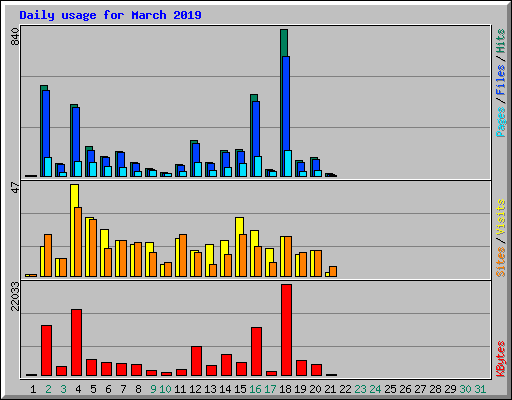 Daily usage for March 2019
840
Pages/Files/Hits
47
Sites/Visits
22033
KBytes
1 2 3 4 5 6 7 8 9 10 11 12 13 14 15 16 17 18 19 20 21 22 23 24 25 26 27 28 29 30 31